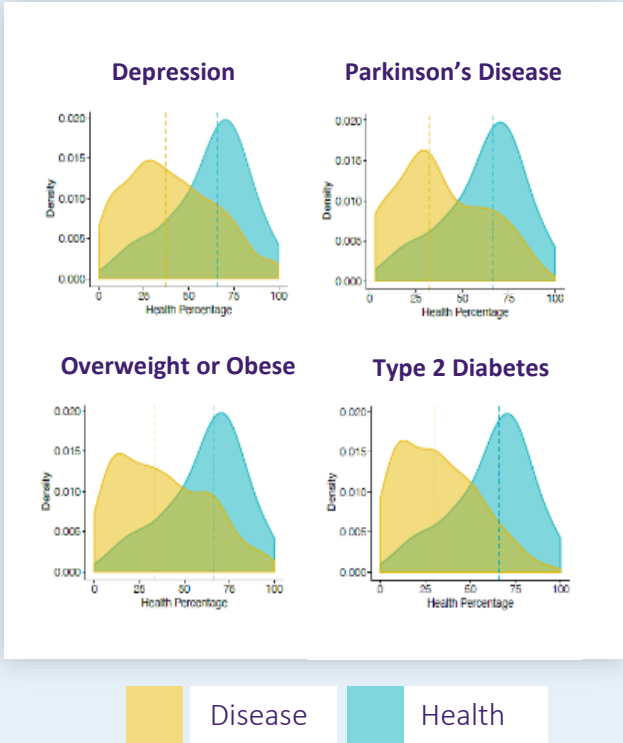 Depression
Parkinson's Disease
0.020
0.015
0.010
0.005
0.000
Density
0
25
50
75
100
Health Percentage
0.020
0.015
0.010
0.005
0.000
Density
0
25
50
75
100
Health Percentage
Overweight or Obese
Type 2 Diabetes
0.020
0.015
0.010
0.005
0.000
Density
0
25
50
75
100
Health Percentage
0.020
0.015
0.010
0.005
0.000
Density
0
25
50
75
100
Health Percentage
Disease
Health